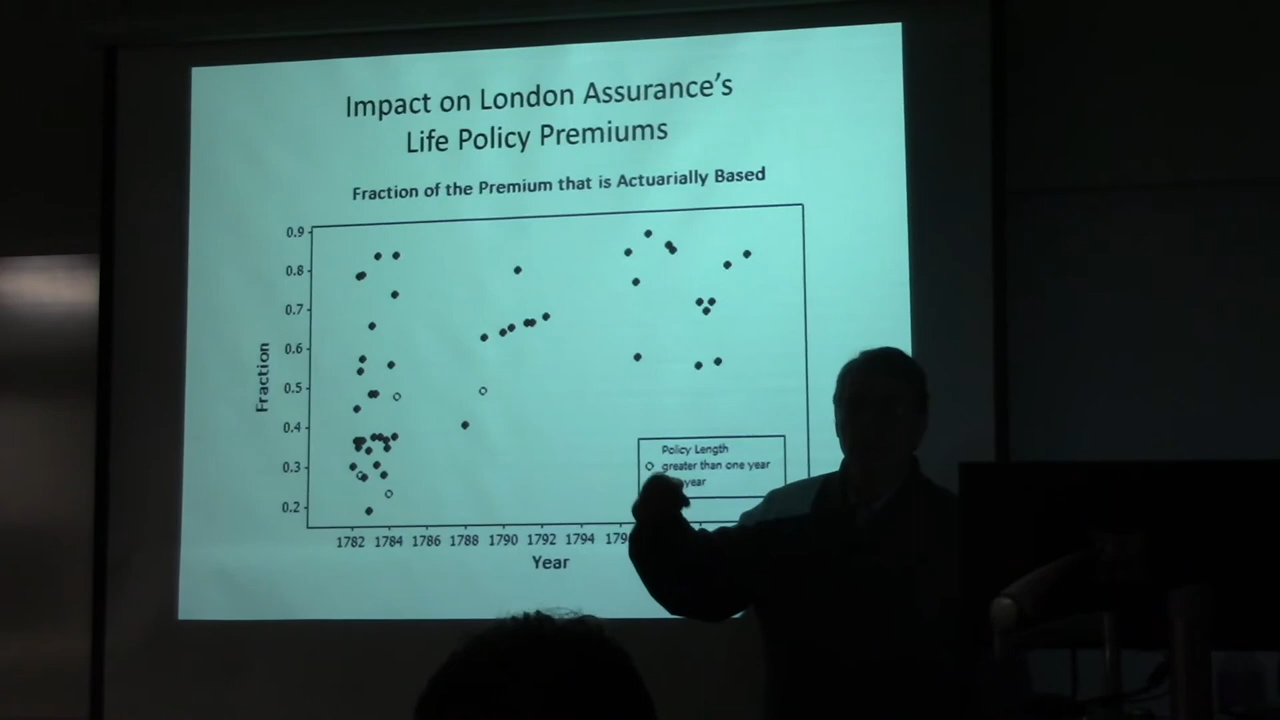 Impact on London Assurance's
Life Policy Premiums
Fraction of the Premium that is Actuarially Based
0.9
0.8
0.7
0.6
0.5
0.4
0.3
0.2
Fraction
Policy Length
greater than one year
year
1782 1784 1786 1788 1790 1792 1794
Year